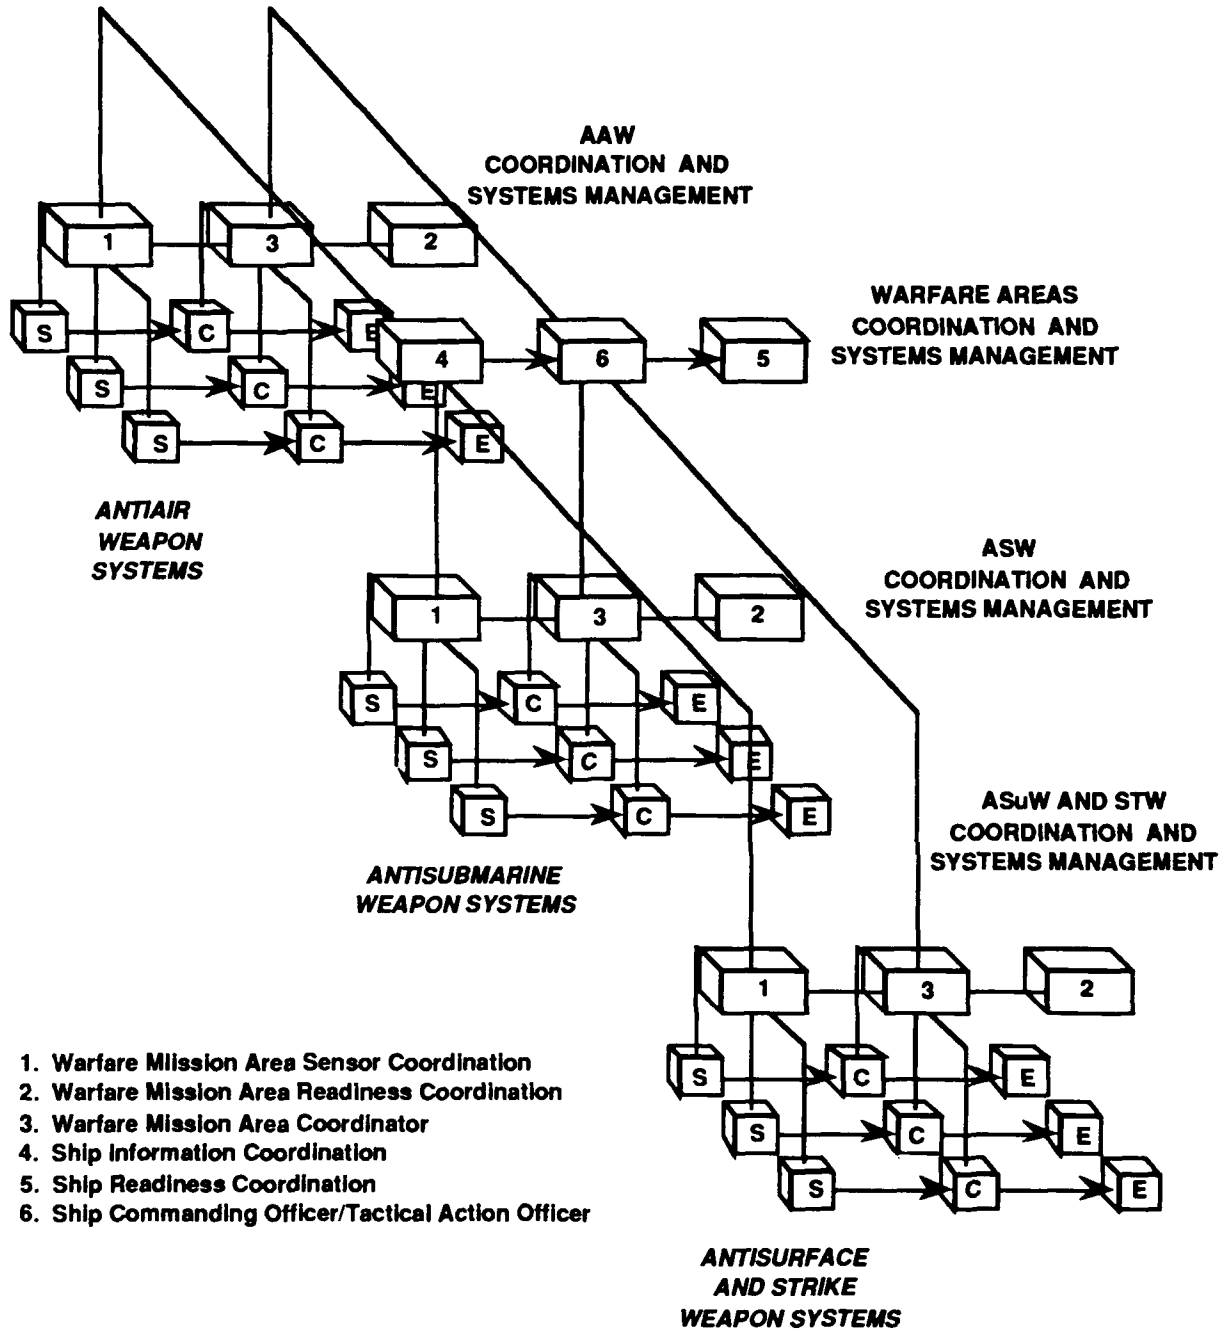 AAW
COORDINATION AND
SYSTEMS MANAGEMENT
1
3
2
WARFARE AREAS
COORDINATION AND
SYSTEMS MANAGEMENT
S
C
E
4
6
5
S
C
E
S
C
E
ANTIAIR
WEAPON
SYSTEMS
ASW
COORDINATION AND
SYSTEMS MANAGEMENT
1
3
2
S
C
E
S
C
E
S
C
E
ASuW AND STW
COORDINATION AND
SYSTEMS MANAGEMENT
ANTISUBMARINE
WEAPON SYSTEMS
1
3
2
S
C
E
S
C
E
S
C
E
1. Warfare MIission Area Sensor Coordination
2. Warfare Mission Area Readiness Coordination
3. Warfare Mission Area Coordinator
4. Ship Information Coordination
5. Ship Readiness Coordination
6. Ship Commanding Officer/Tactical Action Officer
ANTISURFACE
AND STRIKE
WEAPON SYSTEMS